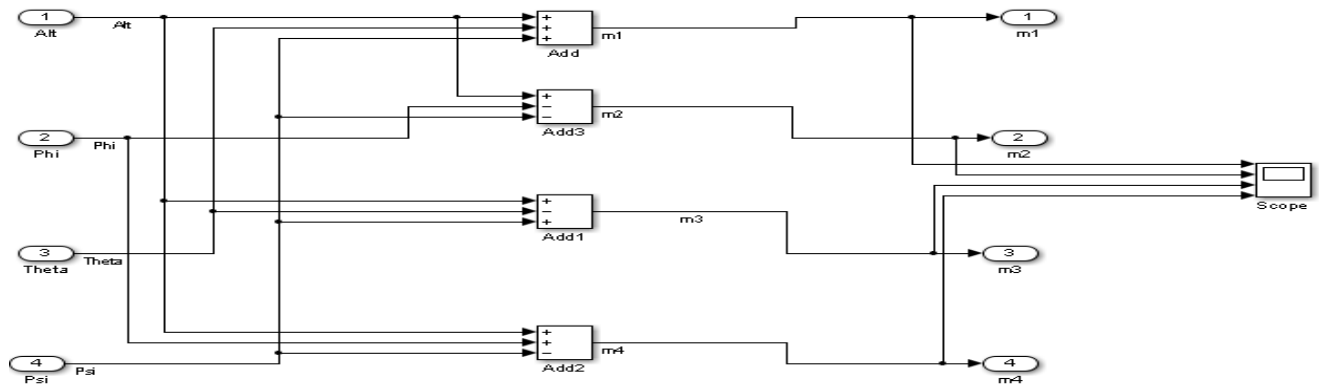 1
Alt
Alt
+
+
+
Add
m1
1
m1
+
−
−
Add3
m2
2
Phi
Phi
2
m2
Scope
+
−
+
Add1
m3
3
Theta
Theta
3
m3
+
+
−
Add2
m4
4
Psi
Psi
4
m4